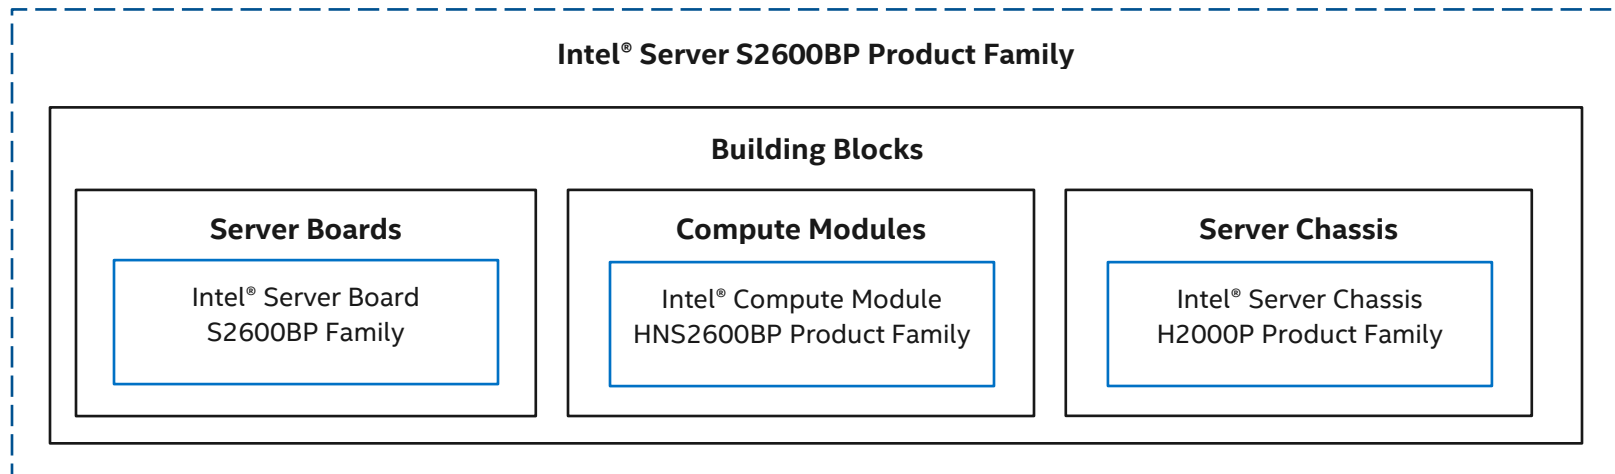 Intel® Server S2600BP Product Family
Building Blocks
Server Boards
Intel® Server Board
S2600BP Family
Compute Modules
Intel® Compute Module
HNS2600BP Product Family
Server Chassis
Intel® Server Chassis
H2000P Product Family